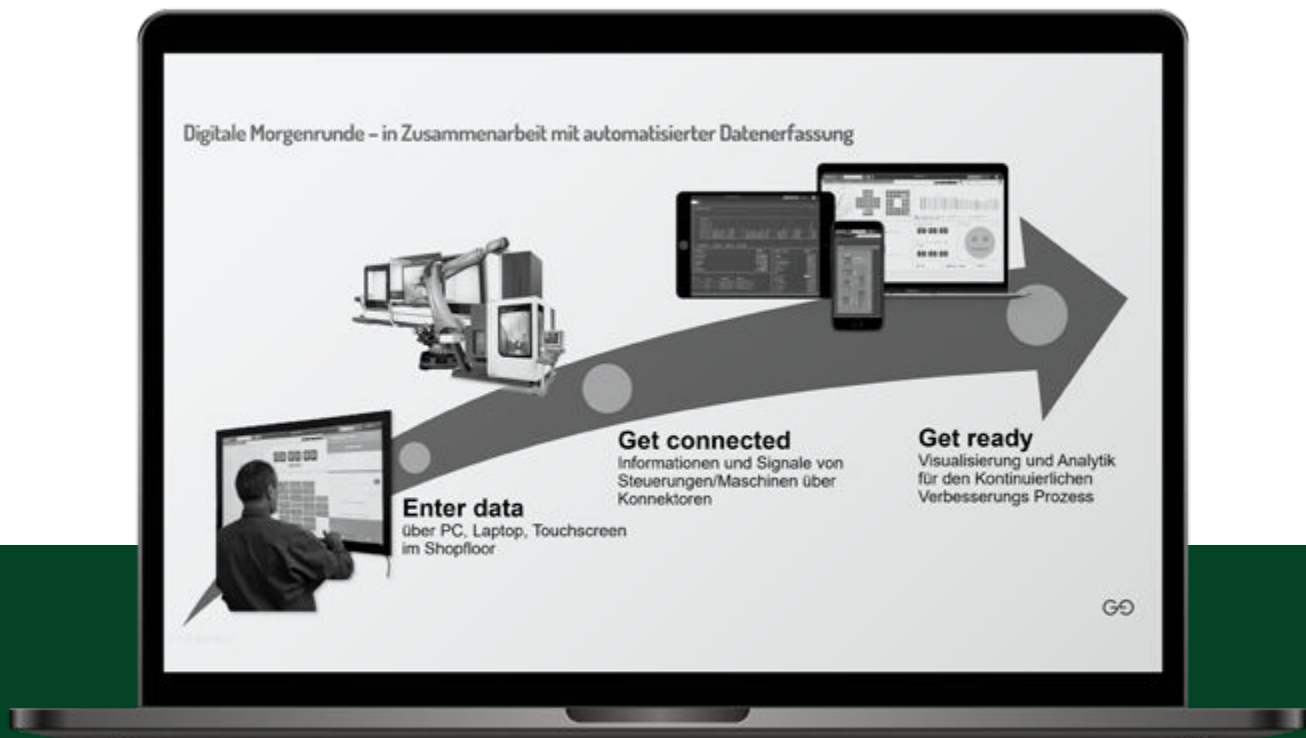 Digitale Morgenrunde – in Zusammenarbeit mit automatisierter Datenerfassung
Enter data
über PC, Laptop, Touchscreen
im Shopfloor
Get connected
Informationen und Signale von
Steuerungen/Maschinen über
Konnektoren
Get ready
Visualisierung und Analytik
für den Kontinuierlichen
Verbesserungs Prozess